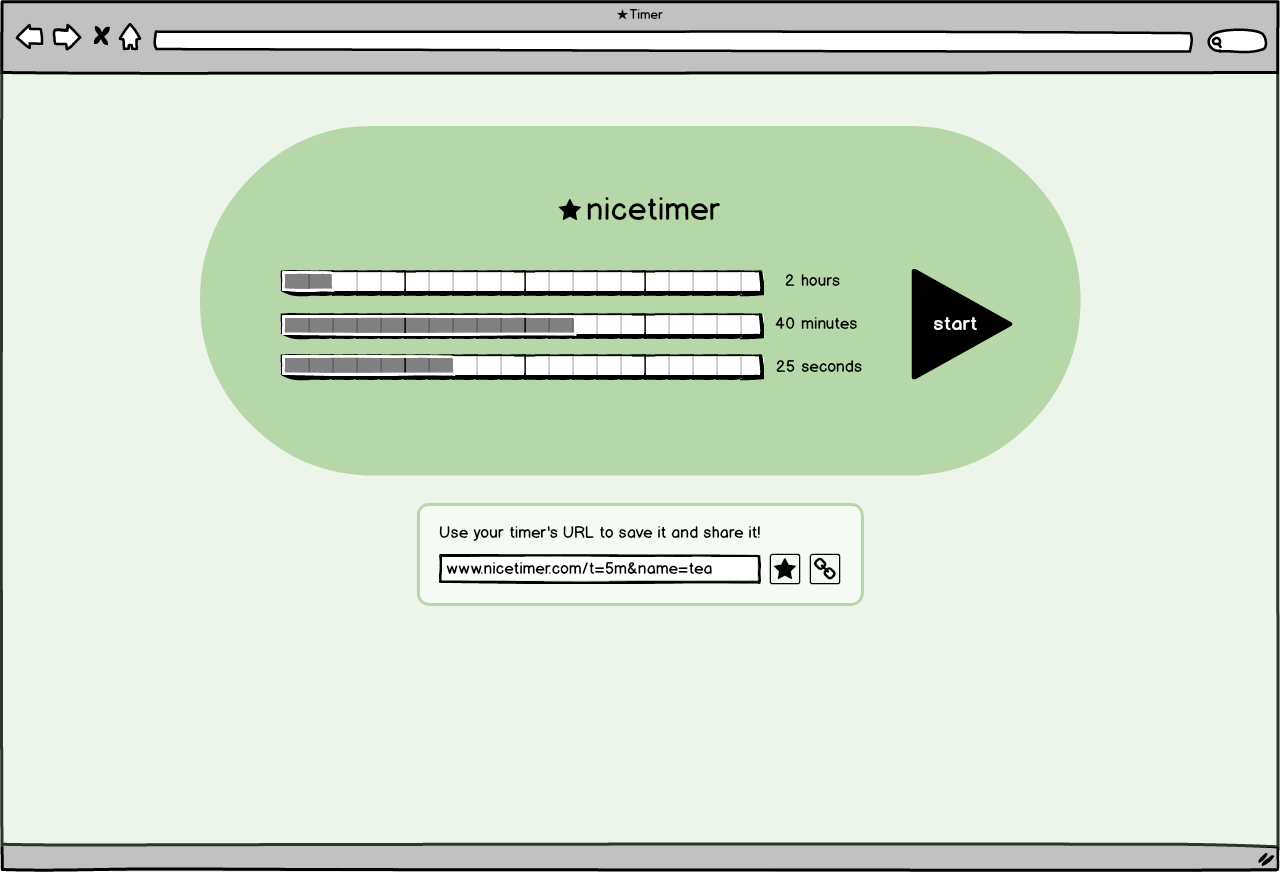 ★Timer
★nicetimer
2 hours
40 minutes
25 seconds
start
Use your timer's URL to save it and share it!
www.nicetimer.com/t=5m&name=tea